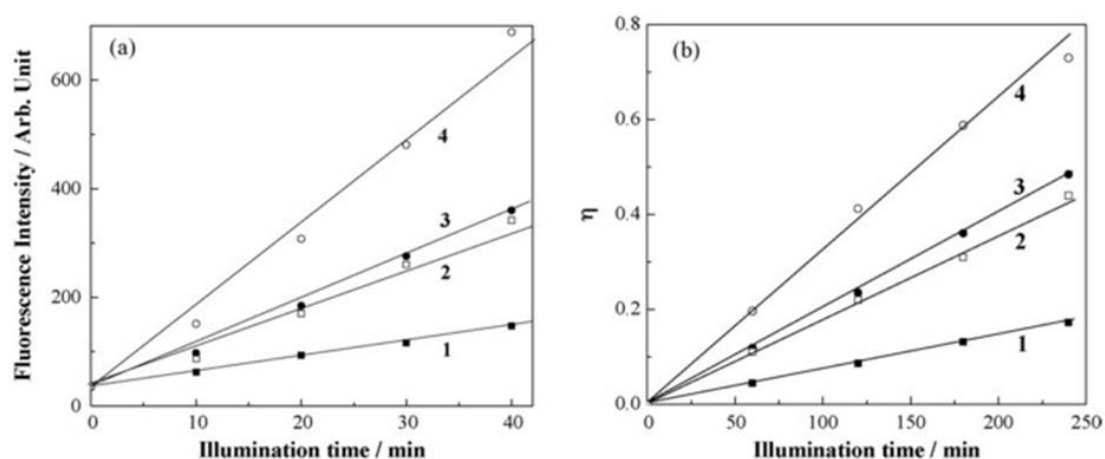 (a)
Fluorescence Intensity / Arb. Unit
600
400
200
0
4
3
2
1
0 10 20 30 40
Illumination time / min
(b)
η
0.8
0.6
0.4
0.2
0.0
4
3
2
1
0 50 100 150 200 250
Illumination time / min